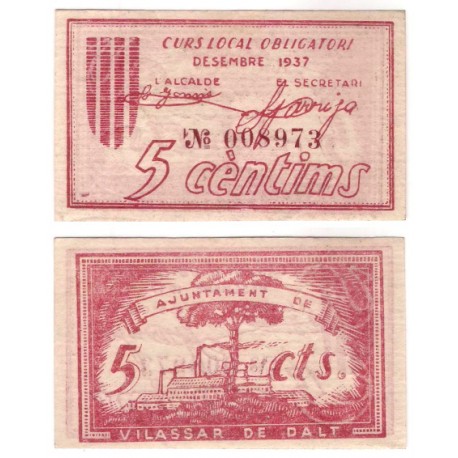 CURS LOCAL OBLIGATORI
DESEMBRE 1937
L'ALCALDE EL SECRETARI
Nº 008973
5 cèntims
AJUNTAMENT DE
5 cts.
VILASSAR DE DALT